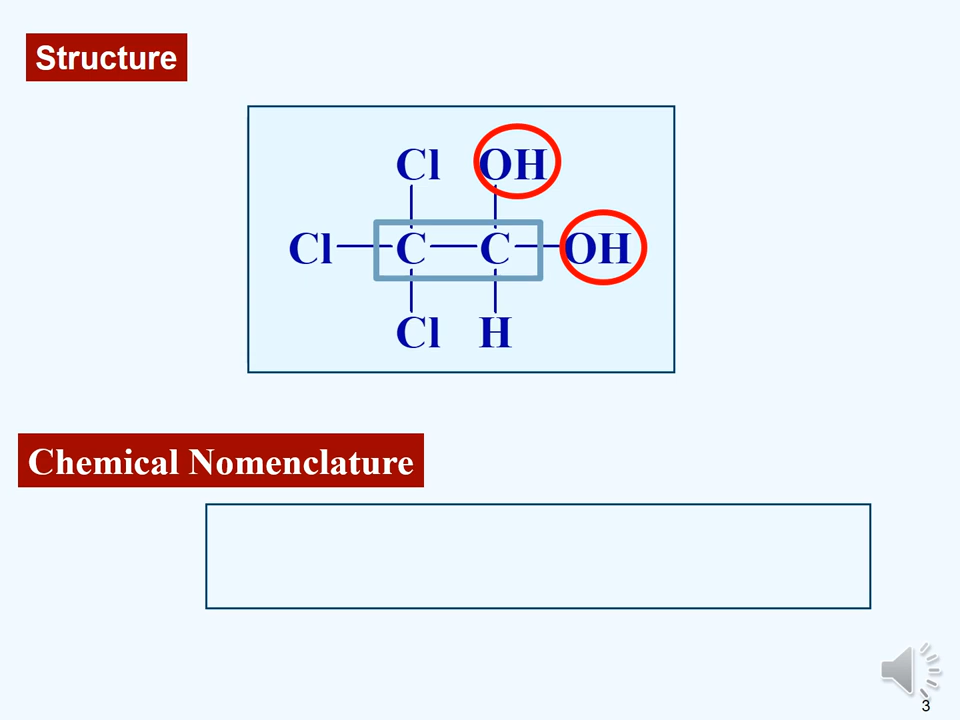 Structure
Cl OH
Cl C C OH
Cl H
Chemical Nomenclature
3